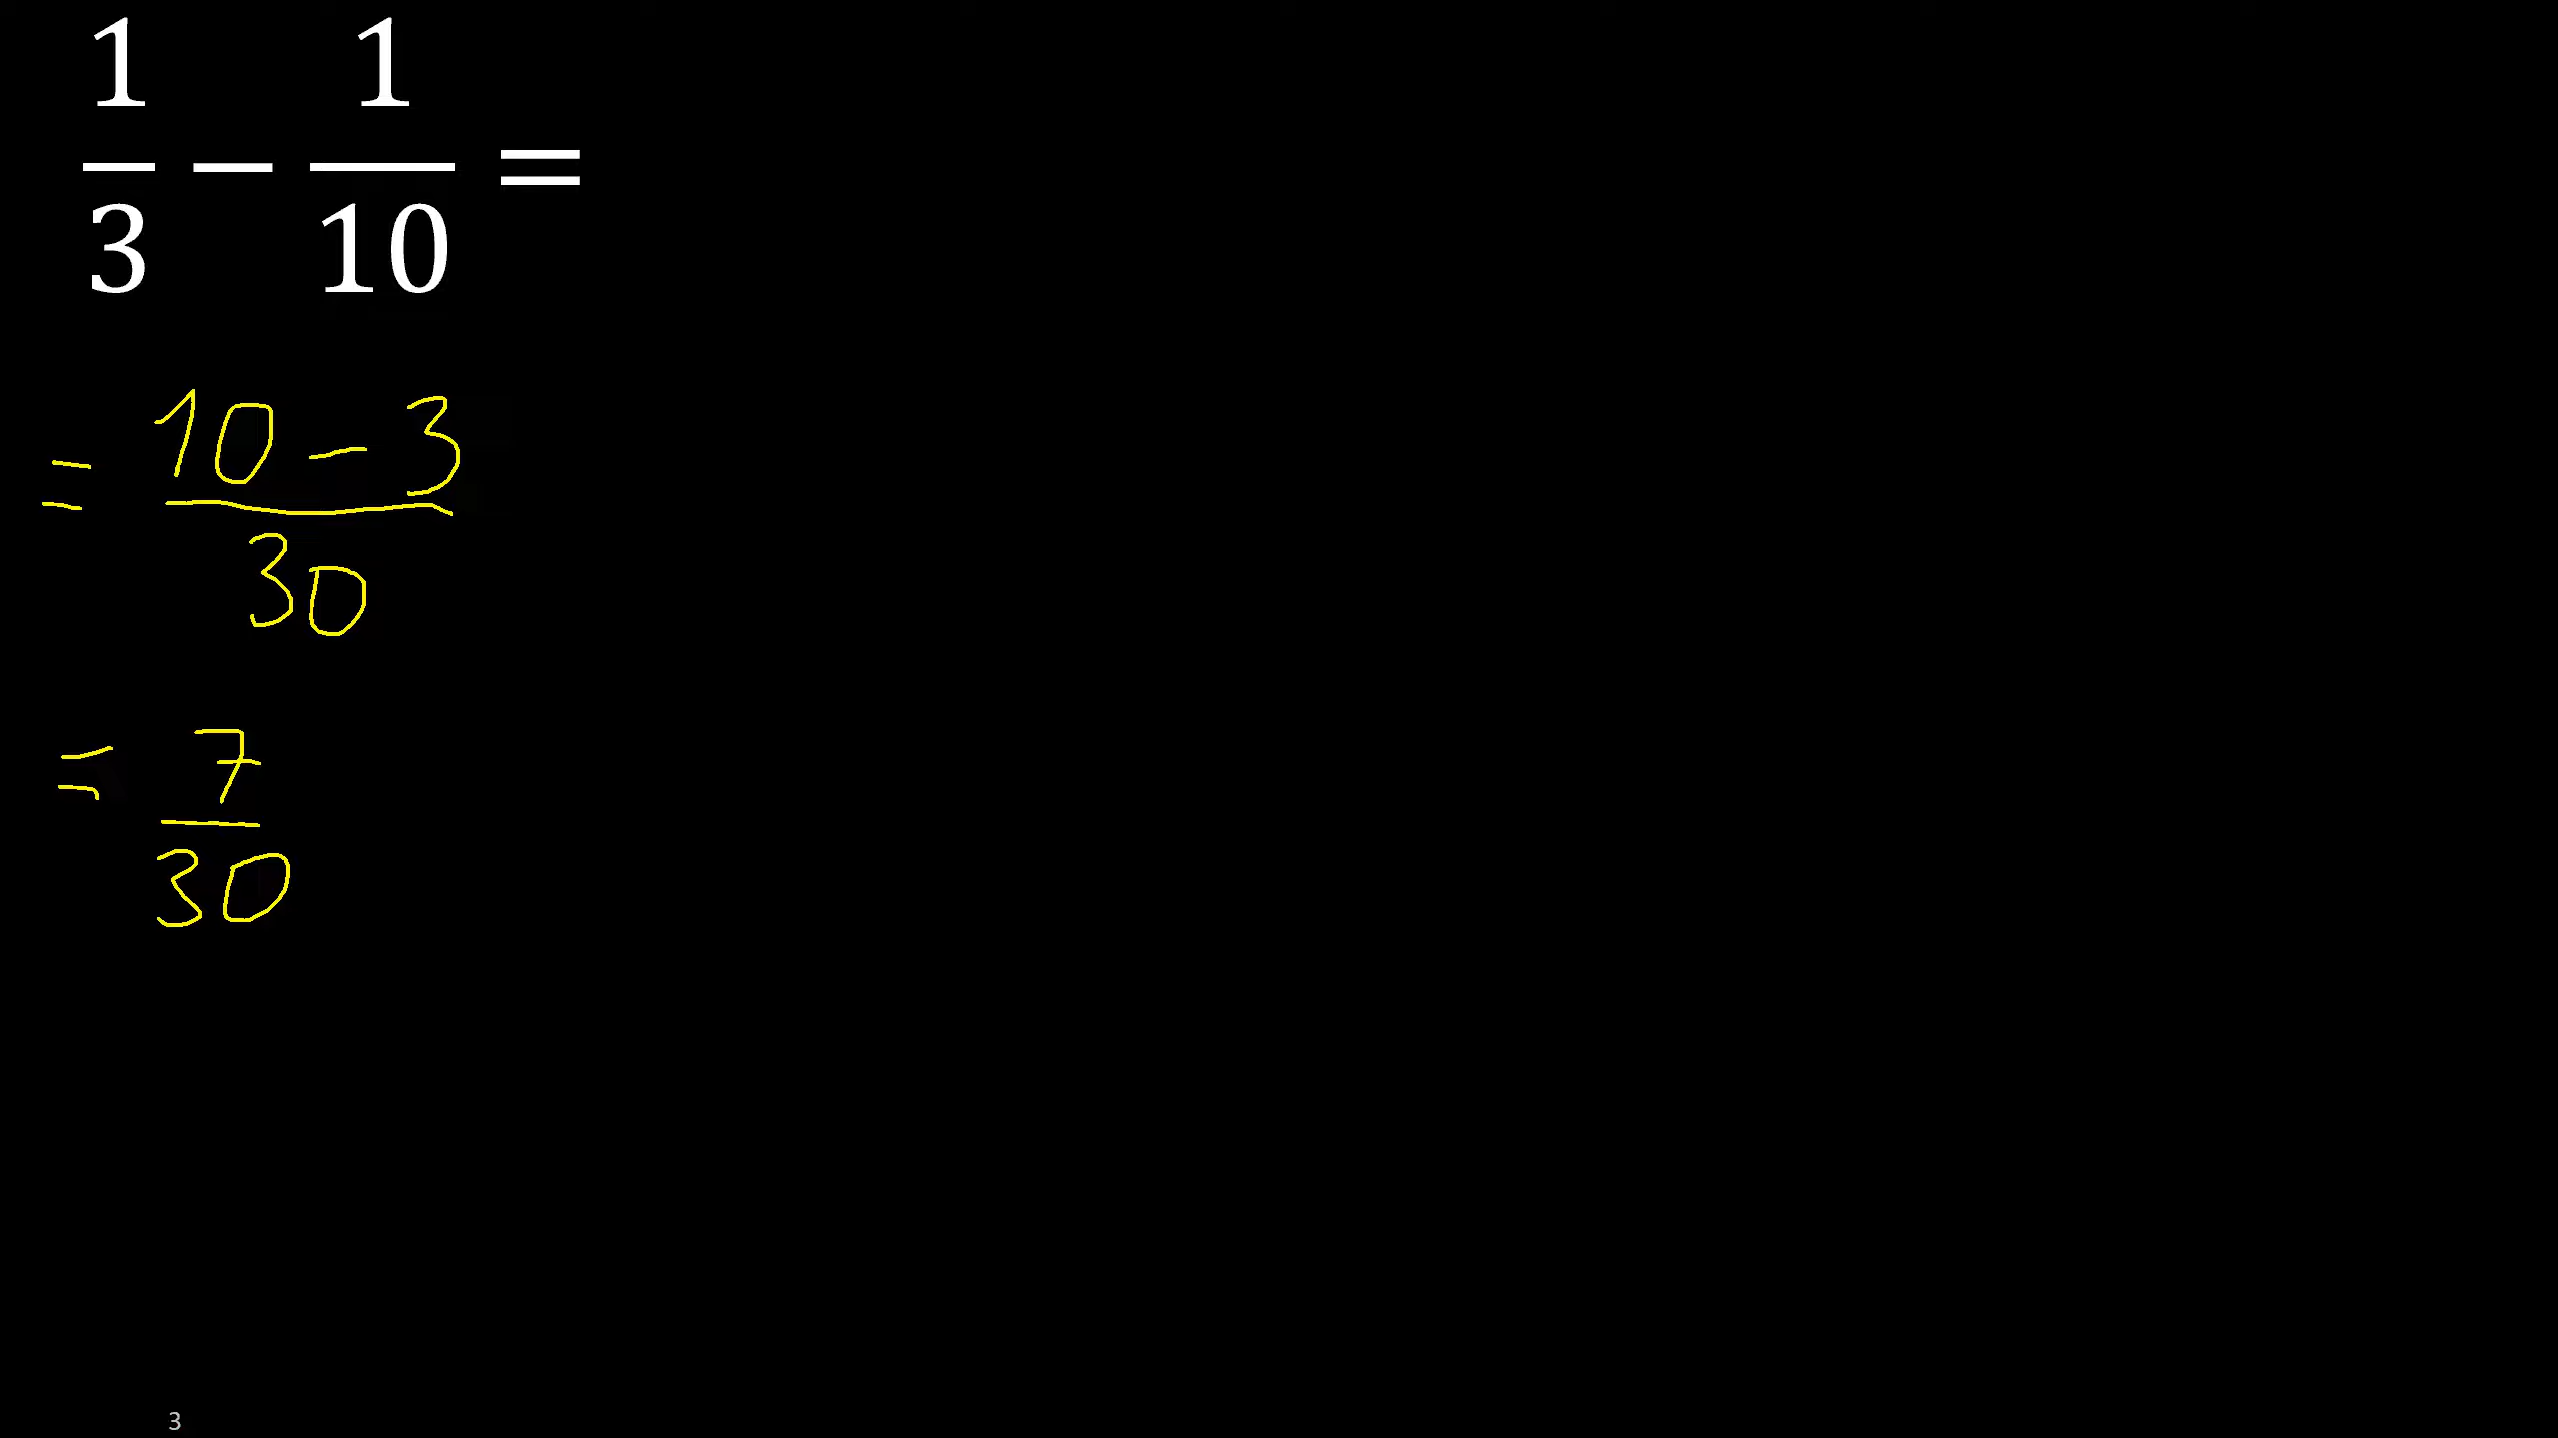 1/3 − 1/10 =
= 10 − 3 / 30
= 7/30
3